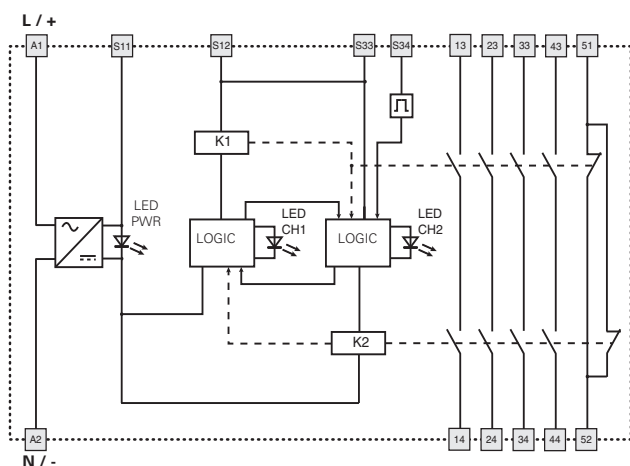 L / +
A1 S11 S12 S33 S34 13 23 33 43 51
K1
LED
PWR
LOGIC
LED
CH1
LOGIC
LED
CH2
K2
A2 14 24 34 44 52
N / -